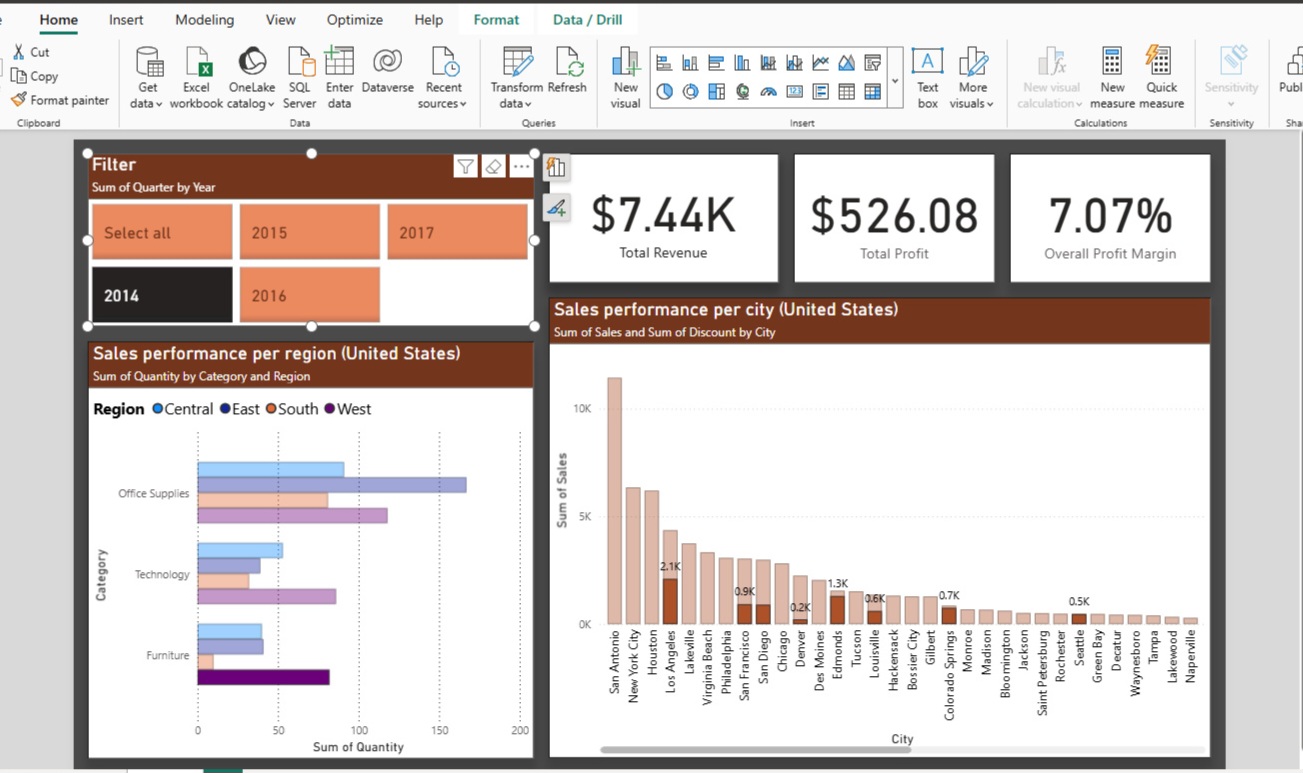 Home Insert Modeling View Optimize Help Format Data / Drill
Cut
Copy
Format painter
Clipboard
Get data
Excel workbook
OneLake catalog
SQL Server
Enter data
Dataverse
Recent sources
Data
Transform data
Refresh
Queries
New visual
Text box
More visuals
Insert
New visual calculation
New measure
Quick measure
Calculations
Sensitivity
Sensitivity
Filter
Sum of Quarter by Year
Select all 2015 2017
2014 2016
$7.44K
Total Revenue
$526.08
Total Profit
7.07%
Overall Profit Margin
Sales performance per region (United States)
Sum of Quantity by Category and Region
Region Central East South West
Category
Office Supplies
Technology
Furniture
0 50 100 150 200
Sum of Quantity
Sales performance per city (United States)
Sum of Sales and Sum of Discount by City
Sum of Sales
10K
5K
0K
2.1K
0.9K
0.2K
1.3K
0.6K
0.7K
0.5K
San Antonio
New York City
Houston
Los Angeles
Lakeville
Virginia Beach
Philadelphia
San Francisco
San Diego
Chicago
Denver
Des Moines
Edmonds
Tucson
Louisville
Hackensack
Bossier City
Gilbert
Colorado Springs
Monroe
Madison
Bloomington
Jackson
Saint Petersburg
Rochester
Seattle
Green Bay
Decatur
Waynesboro
Tampa
Lakewood
Naperville
City